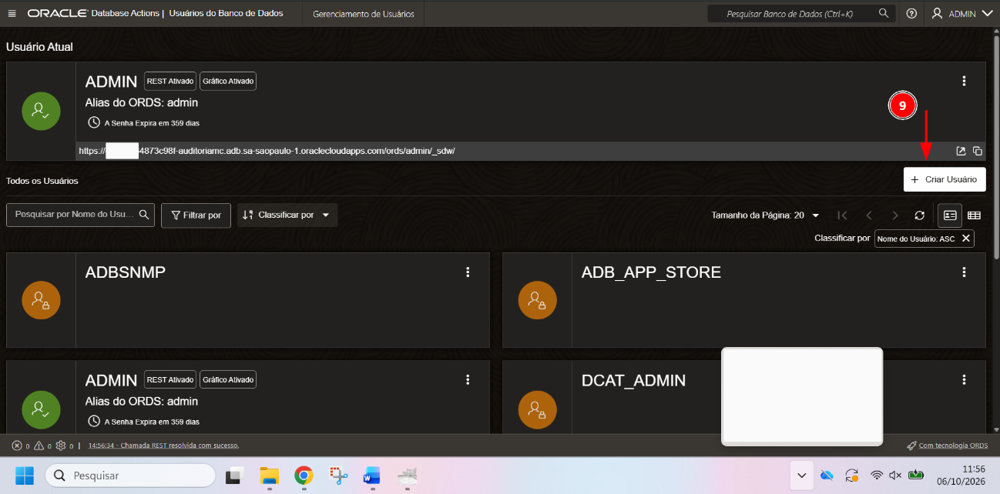 ORACLE Database Actions | Usuários do Banco de Dados Gerenciamento de Usuários Pesquisar Banco de Dados (Ctrl+K) ADMIN
Usuário Atual
ADMIN REST Ativado Gráfico Ativado
Alias do ORDS: admin
9
A Senha Expira em 359 dias
https:// 4873c98f-auditoriamc.adb.sa-saopaulo-1.oraclecloudapps.com/ords/admin/_sdw/
Todos os Usuários + Criar Usuário
Pesquisar por Nome do Usu... Filtrar por Classificar por Tamanho da Página: 20
Classificar por Nome do Usuário: ASC
ADBSNMP ADB_APP_STORE
ADMIN REST Ativado Gráfico Ativado DCAT_ADMIN
Alias do ORDS: admin
A Senha Expira em 359 dias
0 0 0 | 14:56:34 - Chamada REST resolvida com sucesso. Com tecnologia ORDS
Pesquisar 11:56
06/10/2026